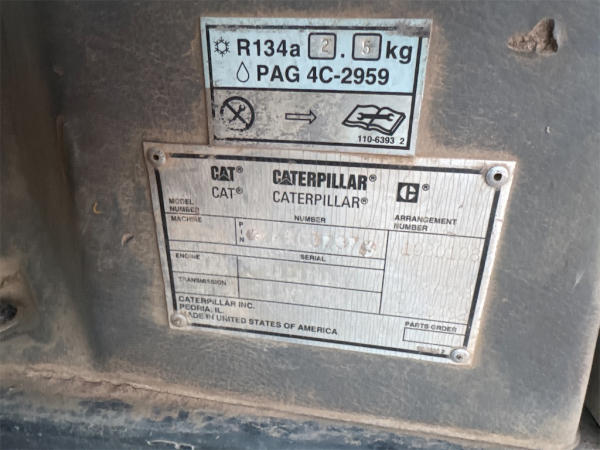 R134a 2.5 kg
PAG 4C-2959
110-6393 2
CAT® CATERPILLAR®
CAT® CATERPILLAR® C®
MODEL NUMBER
ARRANGEMENT NUMBER
MACHINE
PIN
NUMBER
ENGINE
SERIAL
TRANSMISSION
CATERPILLAR INC.
PEORIA, IL
MADE IN UNITED STATES OF AMERICA
PARTS ORDER